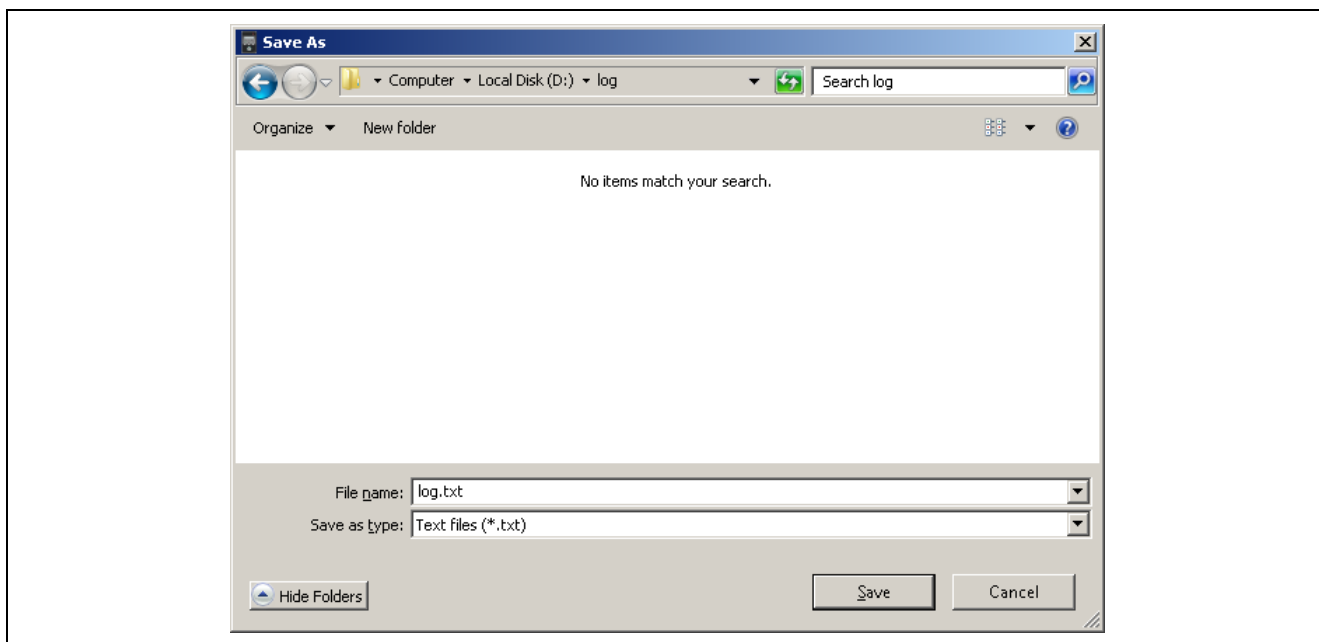 Save As
Computer Local Disk (D:) log
Search log
Organize New folder
No items match your search.
File name: log.txt
Save as type: Text files (*.txt)
Hide Folders Save Cancel